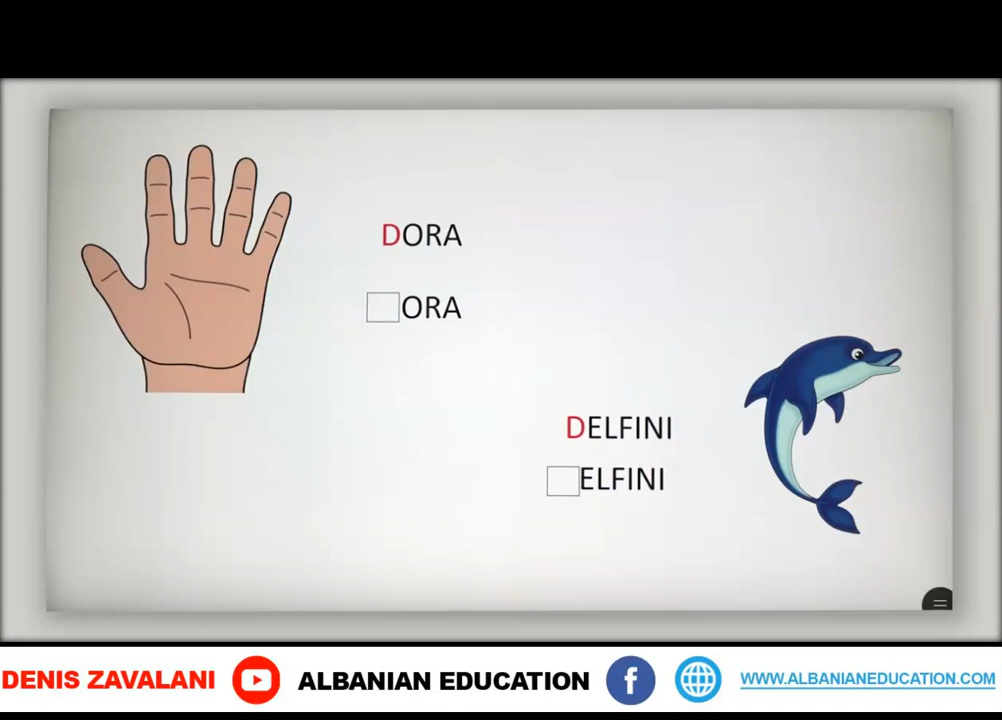 DORA
ORA
DELFINI
ELFINI
DENIS ZAVALANI ALBANIAN EDUCATION WWW.ALBANIANEDUCATION.COM